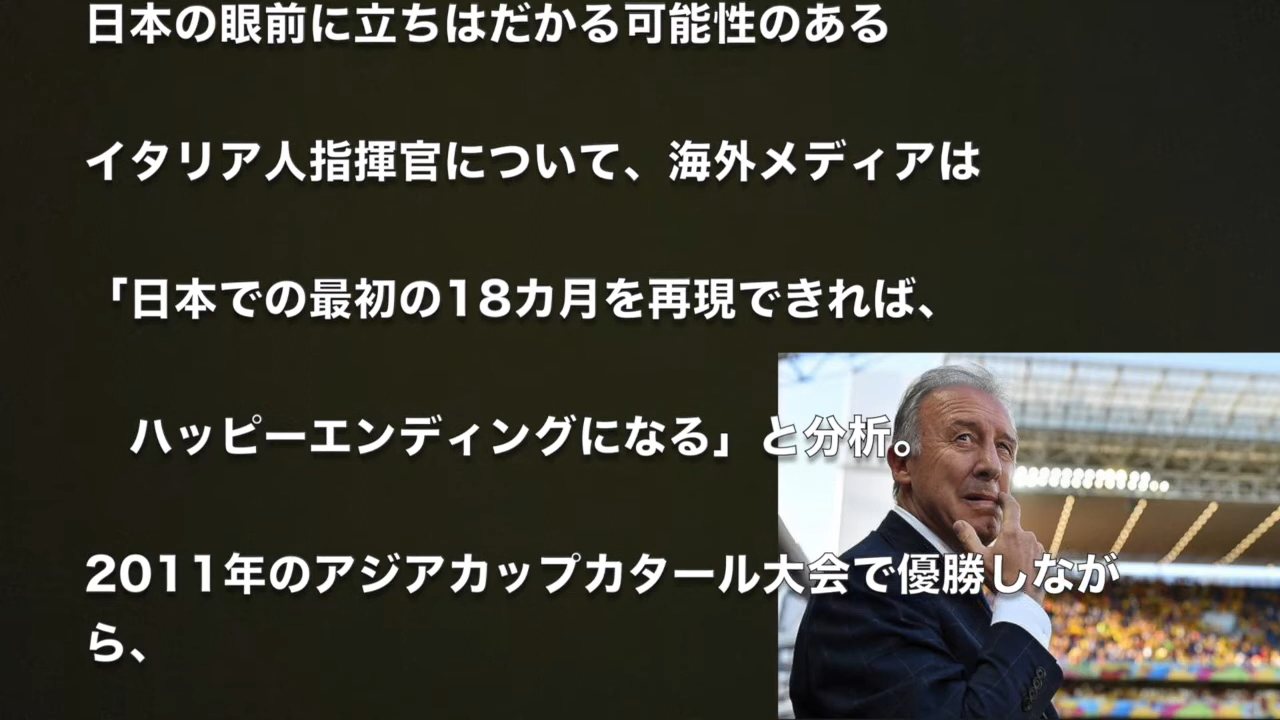 日本の眼前に立ちはだかる可能性のある
イタリア人指揮官について、海外メディアは
「日本での最初の18カ月を再現できれば、
ハッピーエンディングになる」と分析。
2011年のアジアカップカタール大会で優勝しなが
ら、